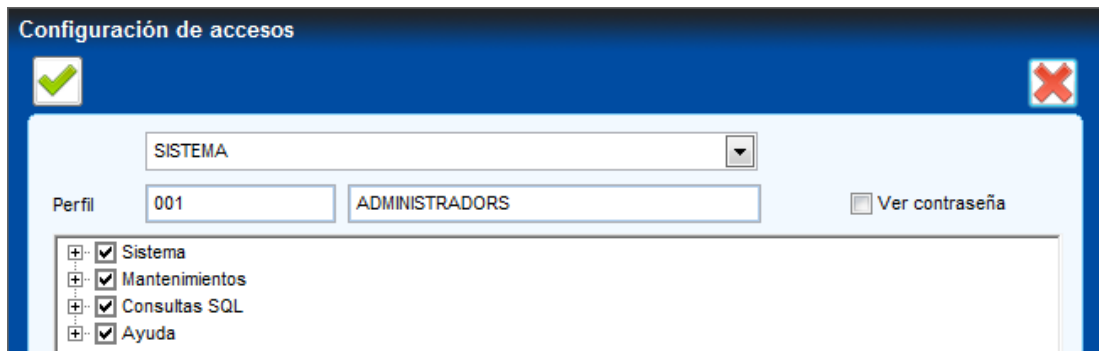 Configuración de accesos
SISTEMA
Perfil 001 ADMINISTRADORS Ver contraseña
Sistema
Mantenimientos
Consultas SQL
Ayuda